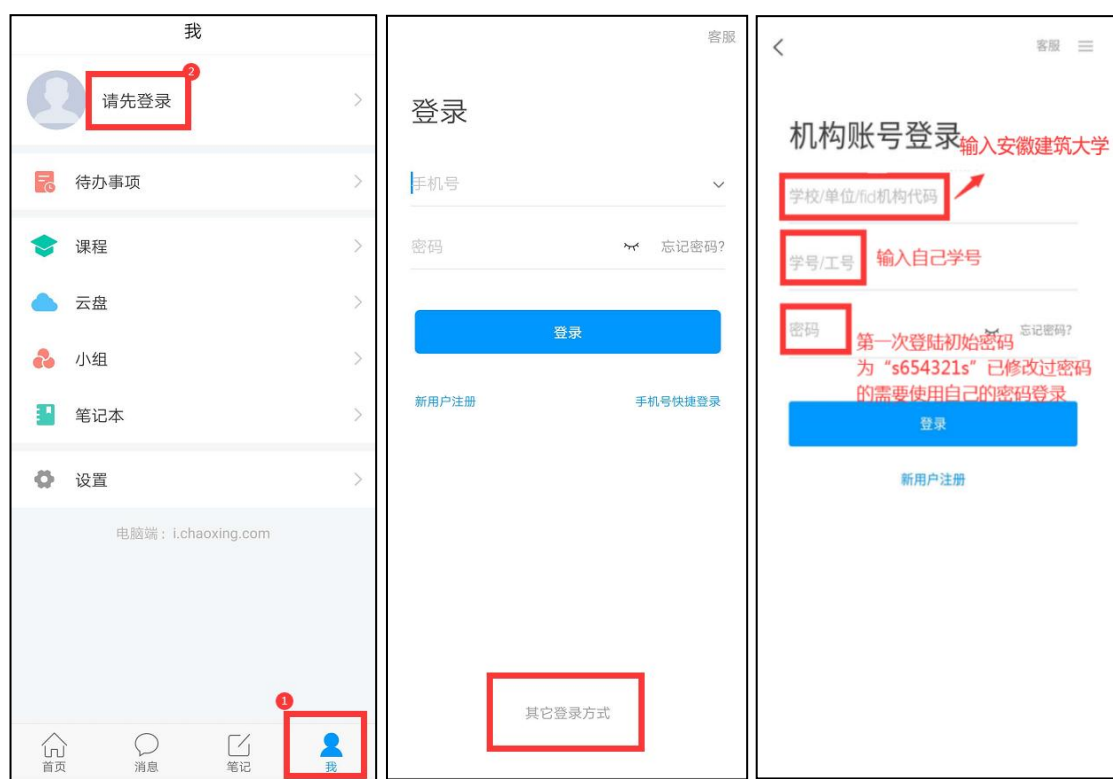 我
2
请先登录
待办事项
课程
云盘
小组
笔记本
设置
电脑端：i.chaoxing.com
1
首页
消息
笔记
我
客服
登录
手机号
密码
忘记密码?
登录
新用户注册
手机号快捷登录
其它登录方式
客服
机构账号登录
输入安徽建筑大学
学校/单位/fid机构代码
学号/工号
输入自己学号
密码
忘记密码?
第一次登陆初始密码
为“s654321s”已修改过密码
的需要使用自己的密码登录
登录
新用户注册